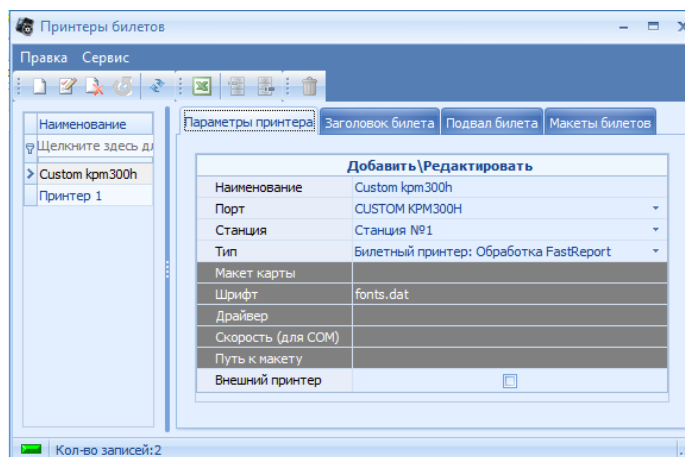 Принтеры билетов
Правка Сервис
Параметры принтера Заголовок билета Подвал билета Макеты билетов
Наименование
Щелкните здесь дл
Custom kpm300h
Принтер 1
Добавить\Редактировать
Наименование Custom kpm300h
Порт CUSTOM KPM300H
Станция Станция №1
Тип Билетный принтер: Обработка FastReport
Макет карты
Шрифт fonts.dat
Драйвер
Скорость (для COM)
Путь к макету
Внешний принтер
Кол-во записей:2